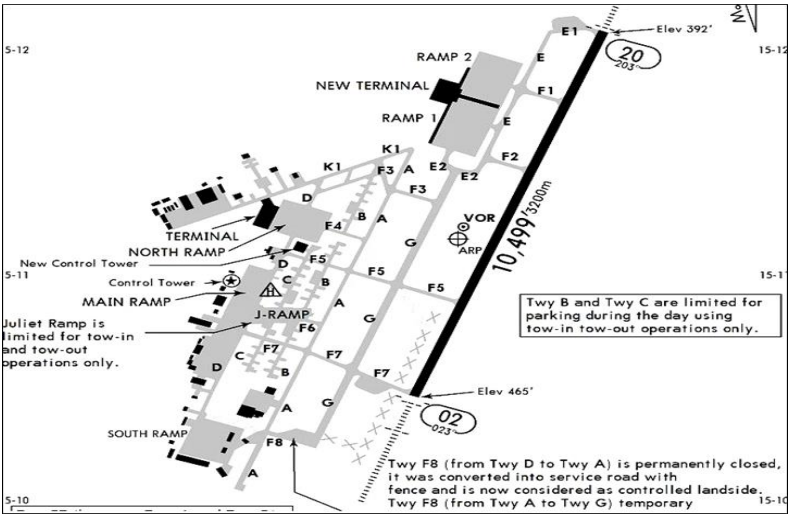 E1
Elev 392'
20
203°
5-12
15-12
RAMP 2
E
NEW TERMINAL
F1
RAMP 1
E
K1
F2
K1
F3
A
E2
E2
F3
D
B
A
VOR
TERMINAL
F4
NORTH RAMP
G
ARP
10,499'/3200m
New Control Tower
D
F5
5-11
15-11
Control Tower
C
B
F5
F5
H
MAIN RAMP
A
J-RAMP
G
Twy B and Twy C are limited for
parking during the day using
tow-in tow-out operations only.
Juliet Ramp is
limited for tow-in
and tow-out
operations only.
F6
F7
C
F7
D
B
F7
Elev 465'
A
G
02
023°
SOUTH RAMP
F8
A
Twy F8 (from Twy D to Twy A) is permanently closed,
it was converted into service road with
fence and is now considered as controlled landside.
Twy F8 (from Twy A to Twy G) temporary
5-10
15-10